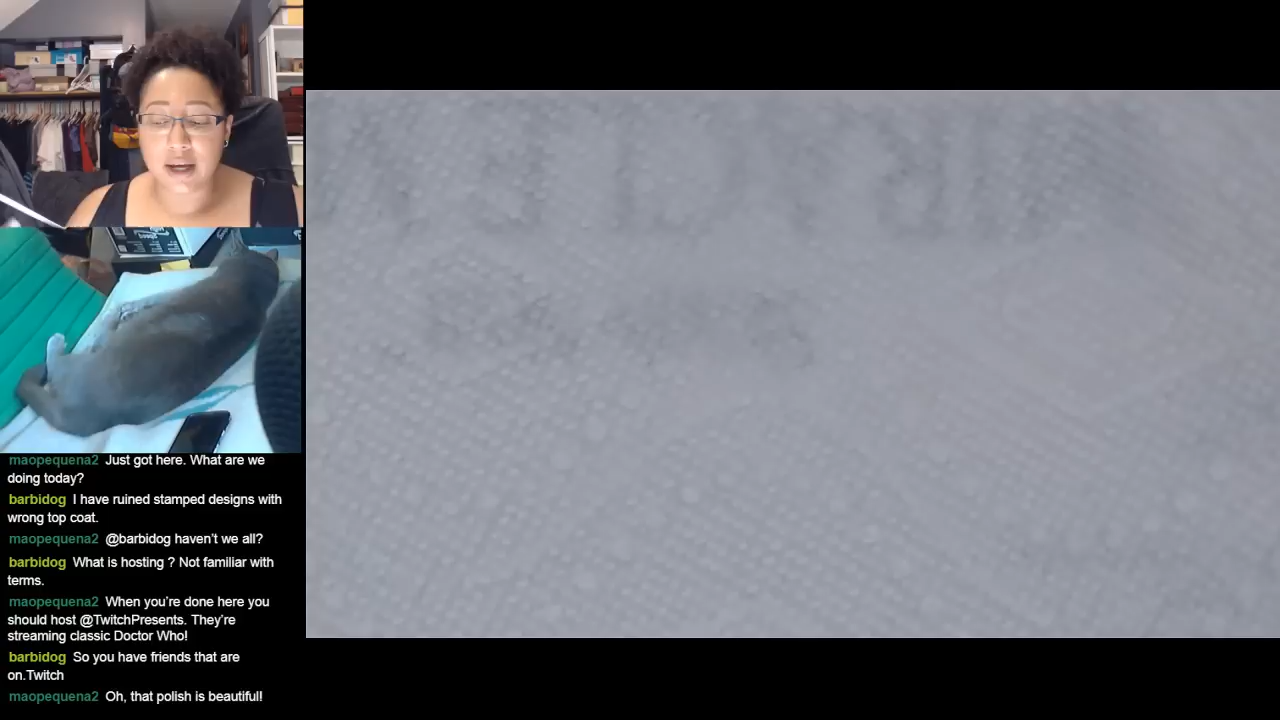 maopequena2 Just got here. What are we
doing today?
barbidog I have ruined stamped designs with
wrong top coat.
maopequena2 @barbidog haven't we all?
barbidog What is hosting ? Not familiar with
terms.
maopequena2 When you're done here you
should host @TwitchPresents. They're
streaming classic Doctor Who!
barbidog So you have friends that are
on.Twitch
maopequena2 Oh, that polish is beautiful!